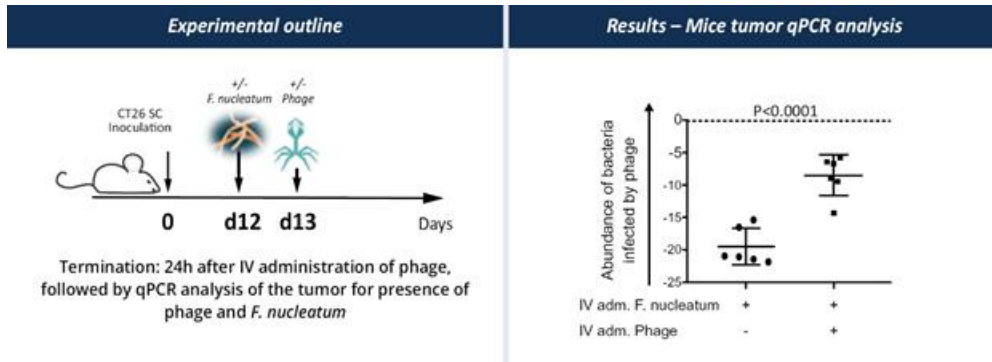 Experimental outline
CT26 SC
Inoculation
+/-
F. nucleatum
+/-
Phage
0
d12
d13
Days
Termination: 24h after IV administration of phage,
followed by qPCR analysis of the tumor for presence of
phage and F. nucleatum
Results – Mice tumor qPCR analysis
P<0.0001
Abundance of bacteria
infected by phage
0
-5
-10
-15
-20
-25
IV adm. F. nucleatum + +
IV adm. Phage - +